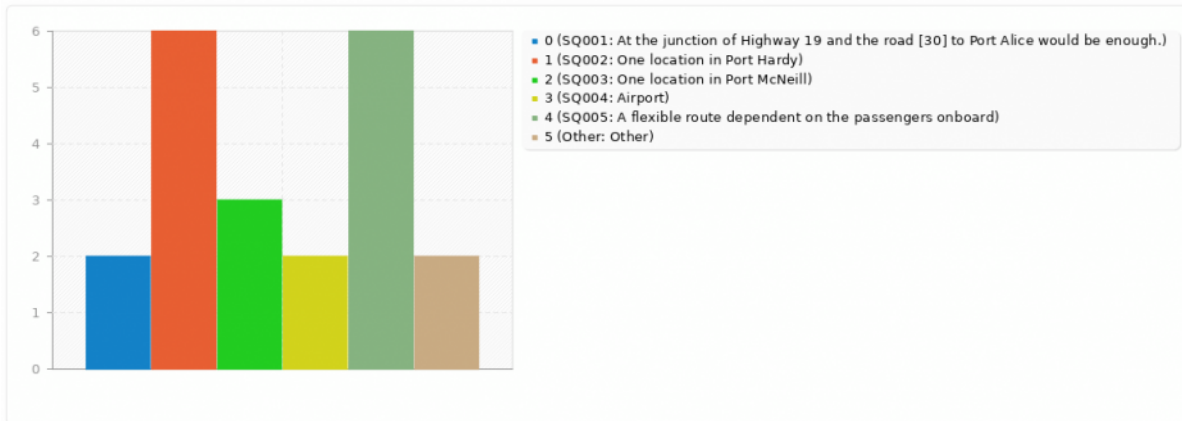 6
5
4
3
2
1
0
0 (SQ001: At the junction of Highway 19 and the road [30] to Port Alice would be enough.)
1 (SQ002: One location in Port Hardy)
2 (SQ003: One location in Port McNeill)
3 (SQ004: Airport)
4 (SQ005: A flexible route dependent on the passengers onboard)
5 (Other: Other)